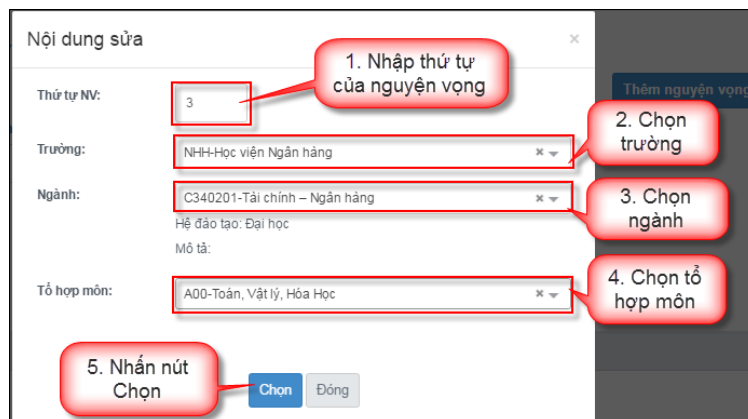 Nội dung sửa
×
1. Nhập thứ tự
của nguyện vọng
Thứ tự NV:
3
Thêm nguyện vọng
2. Chọn
trường
Trường:
NHH-Học viện Ngân hàng
×
Ngành:
C340201-Tài chính – Ngân hàng
×
3. Chọn
ngành
Hệ đào tạo: Đại học
Mô tả:
4. Chọn tổ
hợp môn
Tổ hợp môn:
A00-Toán, Vật lý, Hóa Học
×
5. Nhấn nút
Chọn
Chọn
Đóng